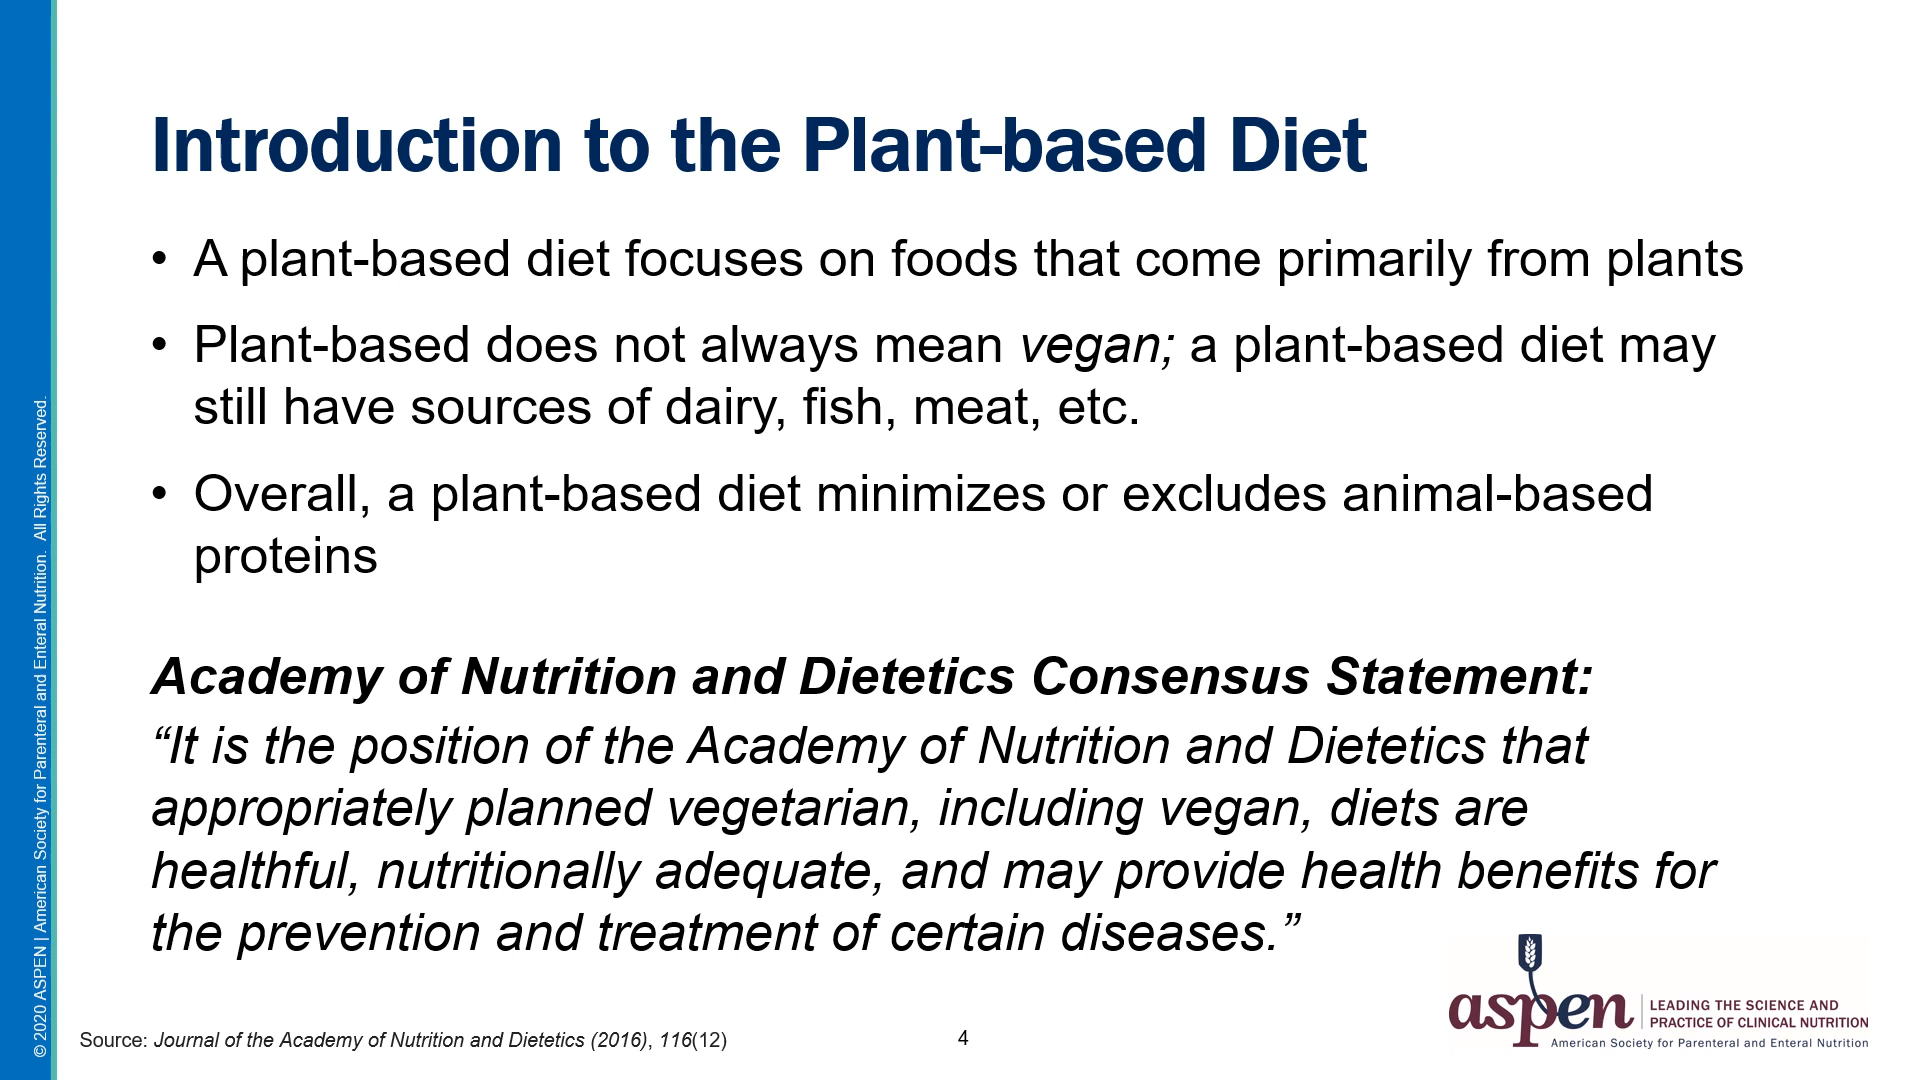 Introduction to the Plant-based Diet
• A plant-based diet focuses on foods that come primarily from plants
• Plant-based does not always mean vegan; a plant-based diet may
still have sources of dairy, fish, meat, etc.
• Overall, a plant-based diet minimizes or excludes animal-based
proteins
Academy of Nutrition and Dietetics Consensus Statement:
“It is the position of the Academy of Nutrition and Dietetics that
appropriately planned vegetarian, including vegan, diets are
healthful, nutritionally adequate, and may provide health benefits for
the prevention and treatment of certain diseases.”
Source: Journal of the Academy of Nutrition and Dietetics (2016), 116(12)
4
aspen
LEADING THE SCIENCE AND
PRACTICE OF CLINICAL NUTRITION
American Society for Parenteral and Enteral Nutrition
© 2020 ASPEN | American Society for Parenteral and Enteral Nutrition. All Rights Reserved.